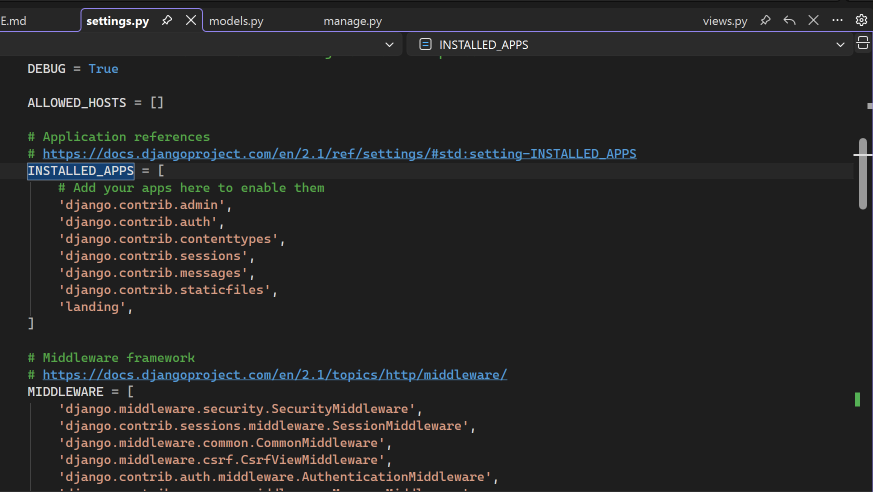 E.md settings.py models.py manage.py views.py
INSTALLED_APPS
DEBUG = True
ALLOWED_HOSTS = []
# Application references
# https://docs.djangoproject.com/en/2.1/ref/settings/#std:setting-INSTALLED_APPS
INSTALLED_APPS = [
# Add your apps here to enable them
'django.contrib.admin',
'django.contrib.auth',
'django.contrib.contenttypes',
'django.contrib.sessions',
'django.contrib.messages',
'django.contrib.staticfiles',
'landing',
]
# Middleware framework
# https://docs.djangoproject.com/en/2.1/topics/http/middleware/
MIDDLEWARE = [
'django.middleware.security.SecurityMiddleware',
'django.contrib.sessions.middleware.SessionMiddleware',
'django.middleware.common.CommonMiddleware',
'django.middleware.csrf.CsrfViewMiddleware',
'django.contrib.auth.middleware.AuthenticationMiddleware',